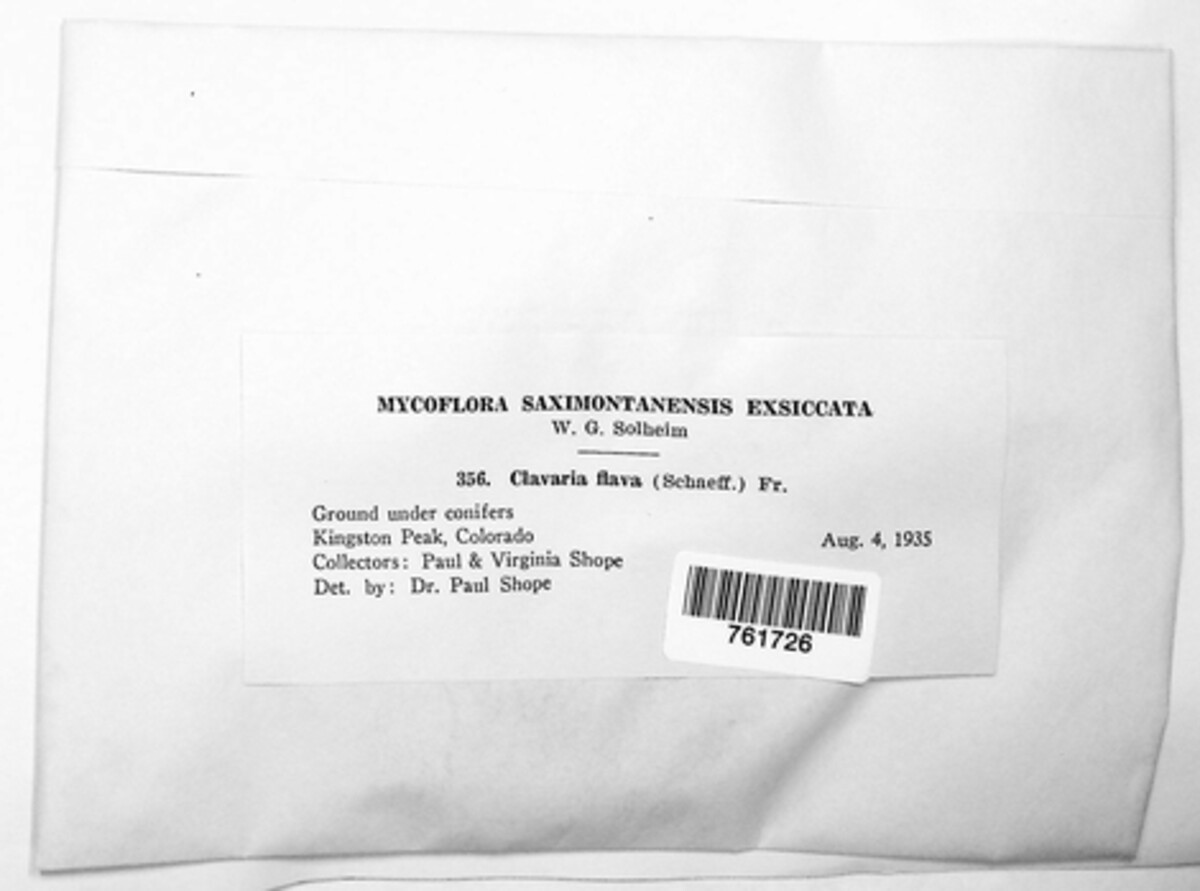 MYCOFLORA SAXIMONTANENSIS EXSICCATA
W. G. Solheim
356. Clavaria flava (Schaeff.) Fr.
Ground under conifers
Kingston Peak, Colorado Aug. 4, 1935
Collectors: Paul & Virginia Shope
Det. by: Dr. Paul Shope
761726